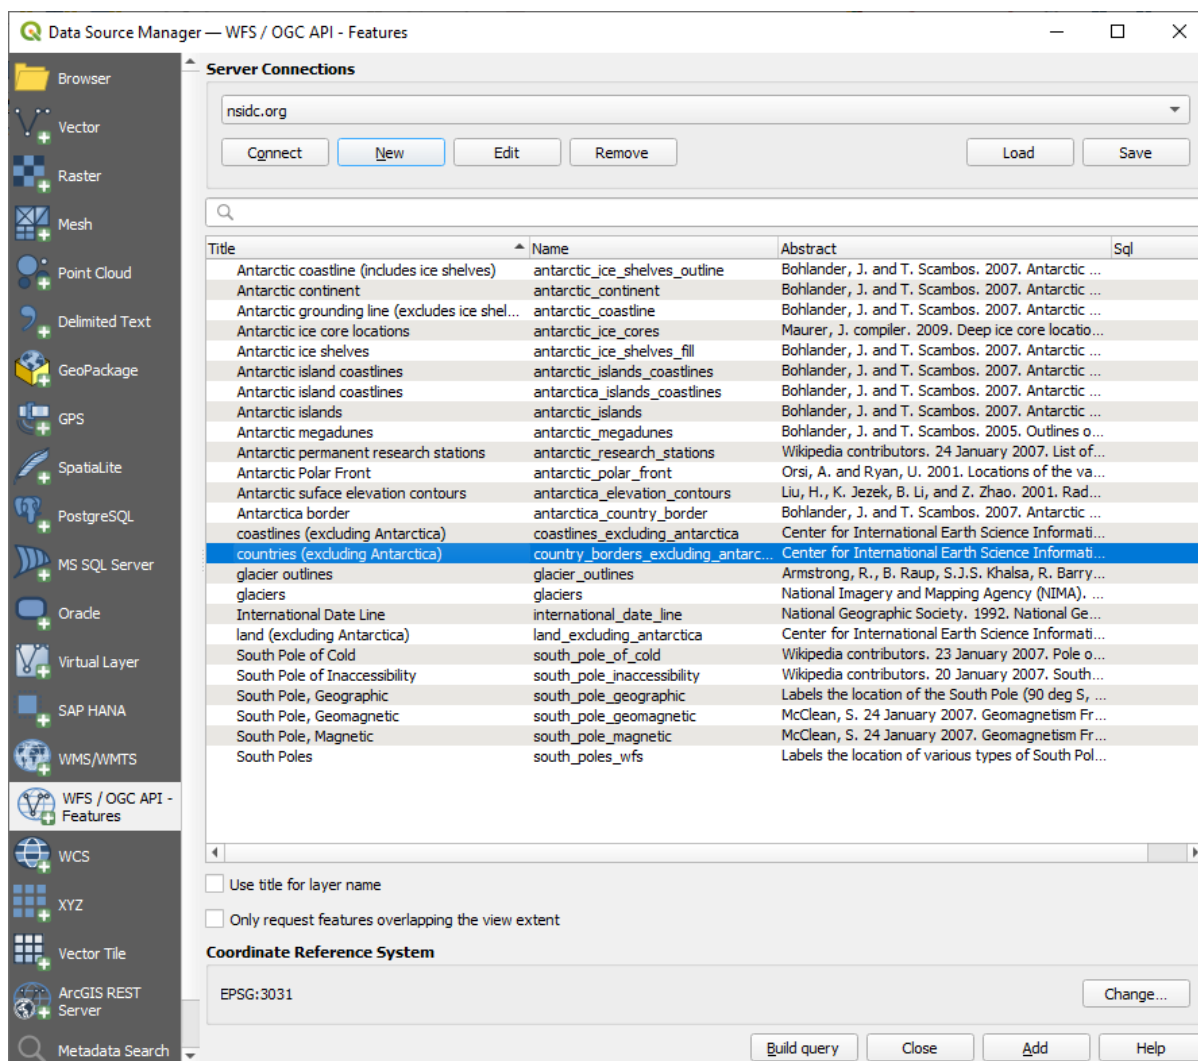 Data Source Manager — WFS / OGC API - Features
Browser
Vector
Raster
Mesh
Point Cloud
Delimited Text
GeoPackage
GPS
SpatiaLite
PostgreSQL
MS SQL Server
Oracle
Virtual Layer
SAP HANA
WMS/WMTS
WFS / OGC API -
Features
WCS
XYZ
Vector Tile
ArcGIS REST
Server
Metadata Search
Server Connections
nsidc.org
Connect New Edit Remove Load Save
Title Name Abstract Sql
Antarctic coastline (includes ice shelves) antarctic_ice_shelves_outline Bohlander, J. and T. Scambos. 2007. Antarctic ...
Antarctic continent antarctic_continent Bohlander, J. and T. Scambos. 2007. Antarctic ...
Antarctic grounding line (excludes ice shel... antarctic_coastline Bohlander, J. and T. Scambos. 2007. Antarctic ...
Antarctic ice core locations antarctic_ice_cores Maurer, J. compiler. 2009. Deep ice core locatio...
Antarctic ice shelves antarctic_ice_shelves_fill Bohlander, J. and T. Scambos. 2007. Antarctic ...
Antarctic island coastlines antarctic_islands_coastlines Bohlander, J. and T. Scambos. 2007. Antarctic ...
Antarctic island coastlines antarctica_islands_coastlines Bohlander, J. and T. Scambos. 2007. Antarctic ...
Antarctic islands antarctic_islands Bohlander, J. and T. Scambos. 2007. Antarctic ...
Antarctic megadunes antarctic_megadunes Bohlander, J. and T. Scambos. 2005. Outlines o...
Antarctic permanent research stations antarctic_research_stations Wikipedia contributors. 24 January 2007. List of...
Antarctic Polar Front antarctic_polar_front Orsi, A. and Ryan, U. 2001. Locations of the va...
Antarctic suface elevation contours antarctica_elevation_contours Liu, H., K. Jezek, B. Li, and Z. Zhao. 2001. Rad...
Antarctica border antarctica_country_border Bohlander, J. and T. Scambos. 2007. Antarctic ...
coastlines (excluding Antarctica) coastlines_excluding_antarctica Center for International Earth Science Informati...
countries (excluding Antarctica) country_borders_excluding_antarc... Center for International Earth Science Informati...
glacier outlines glacier_outlines Armstrong, R., B. Raup, S.J.S. Khalsa, R. Barry...
glaciers glaciers National Imagery and Mapping Agency (NIMA). ...
International Date Line international_date_line National Geographic Society. 1992. National Ge...
land (excluding Antarctica) land_excluding_antarctica Center for International Earth Science Informati...
South Pole of Cold south_pole_of_cold Wikipedia contributors. 23 January 2007. Pole o...
South Pole of Inaccessibility south_pole_inaccessibility Wikipedia contributors. 20 January 2007. South...
South Pole, Geographic south_pole_geographic Labels the location of the South Pole (90 deg S, ...
South Pole, Geomagnetic south_pole_geomagnetic McClean, S. 24 January 2007. Geomagnetism Fr...
South Pole, Magnetic south_pole_magnetic McClean, S. 24 January 2007. Geomagnetism Fr...
South Poles south_poles_wfs Labels the location of various types of South Pol...
Use title for layer name
Only request features overlapping the view extent
Coordinate Reference System
EPSG:3031 Change...
Build query Close Add Help